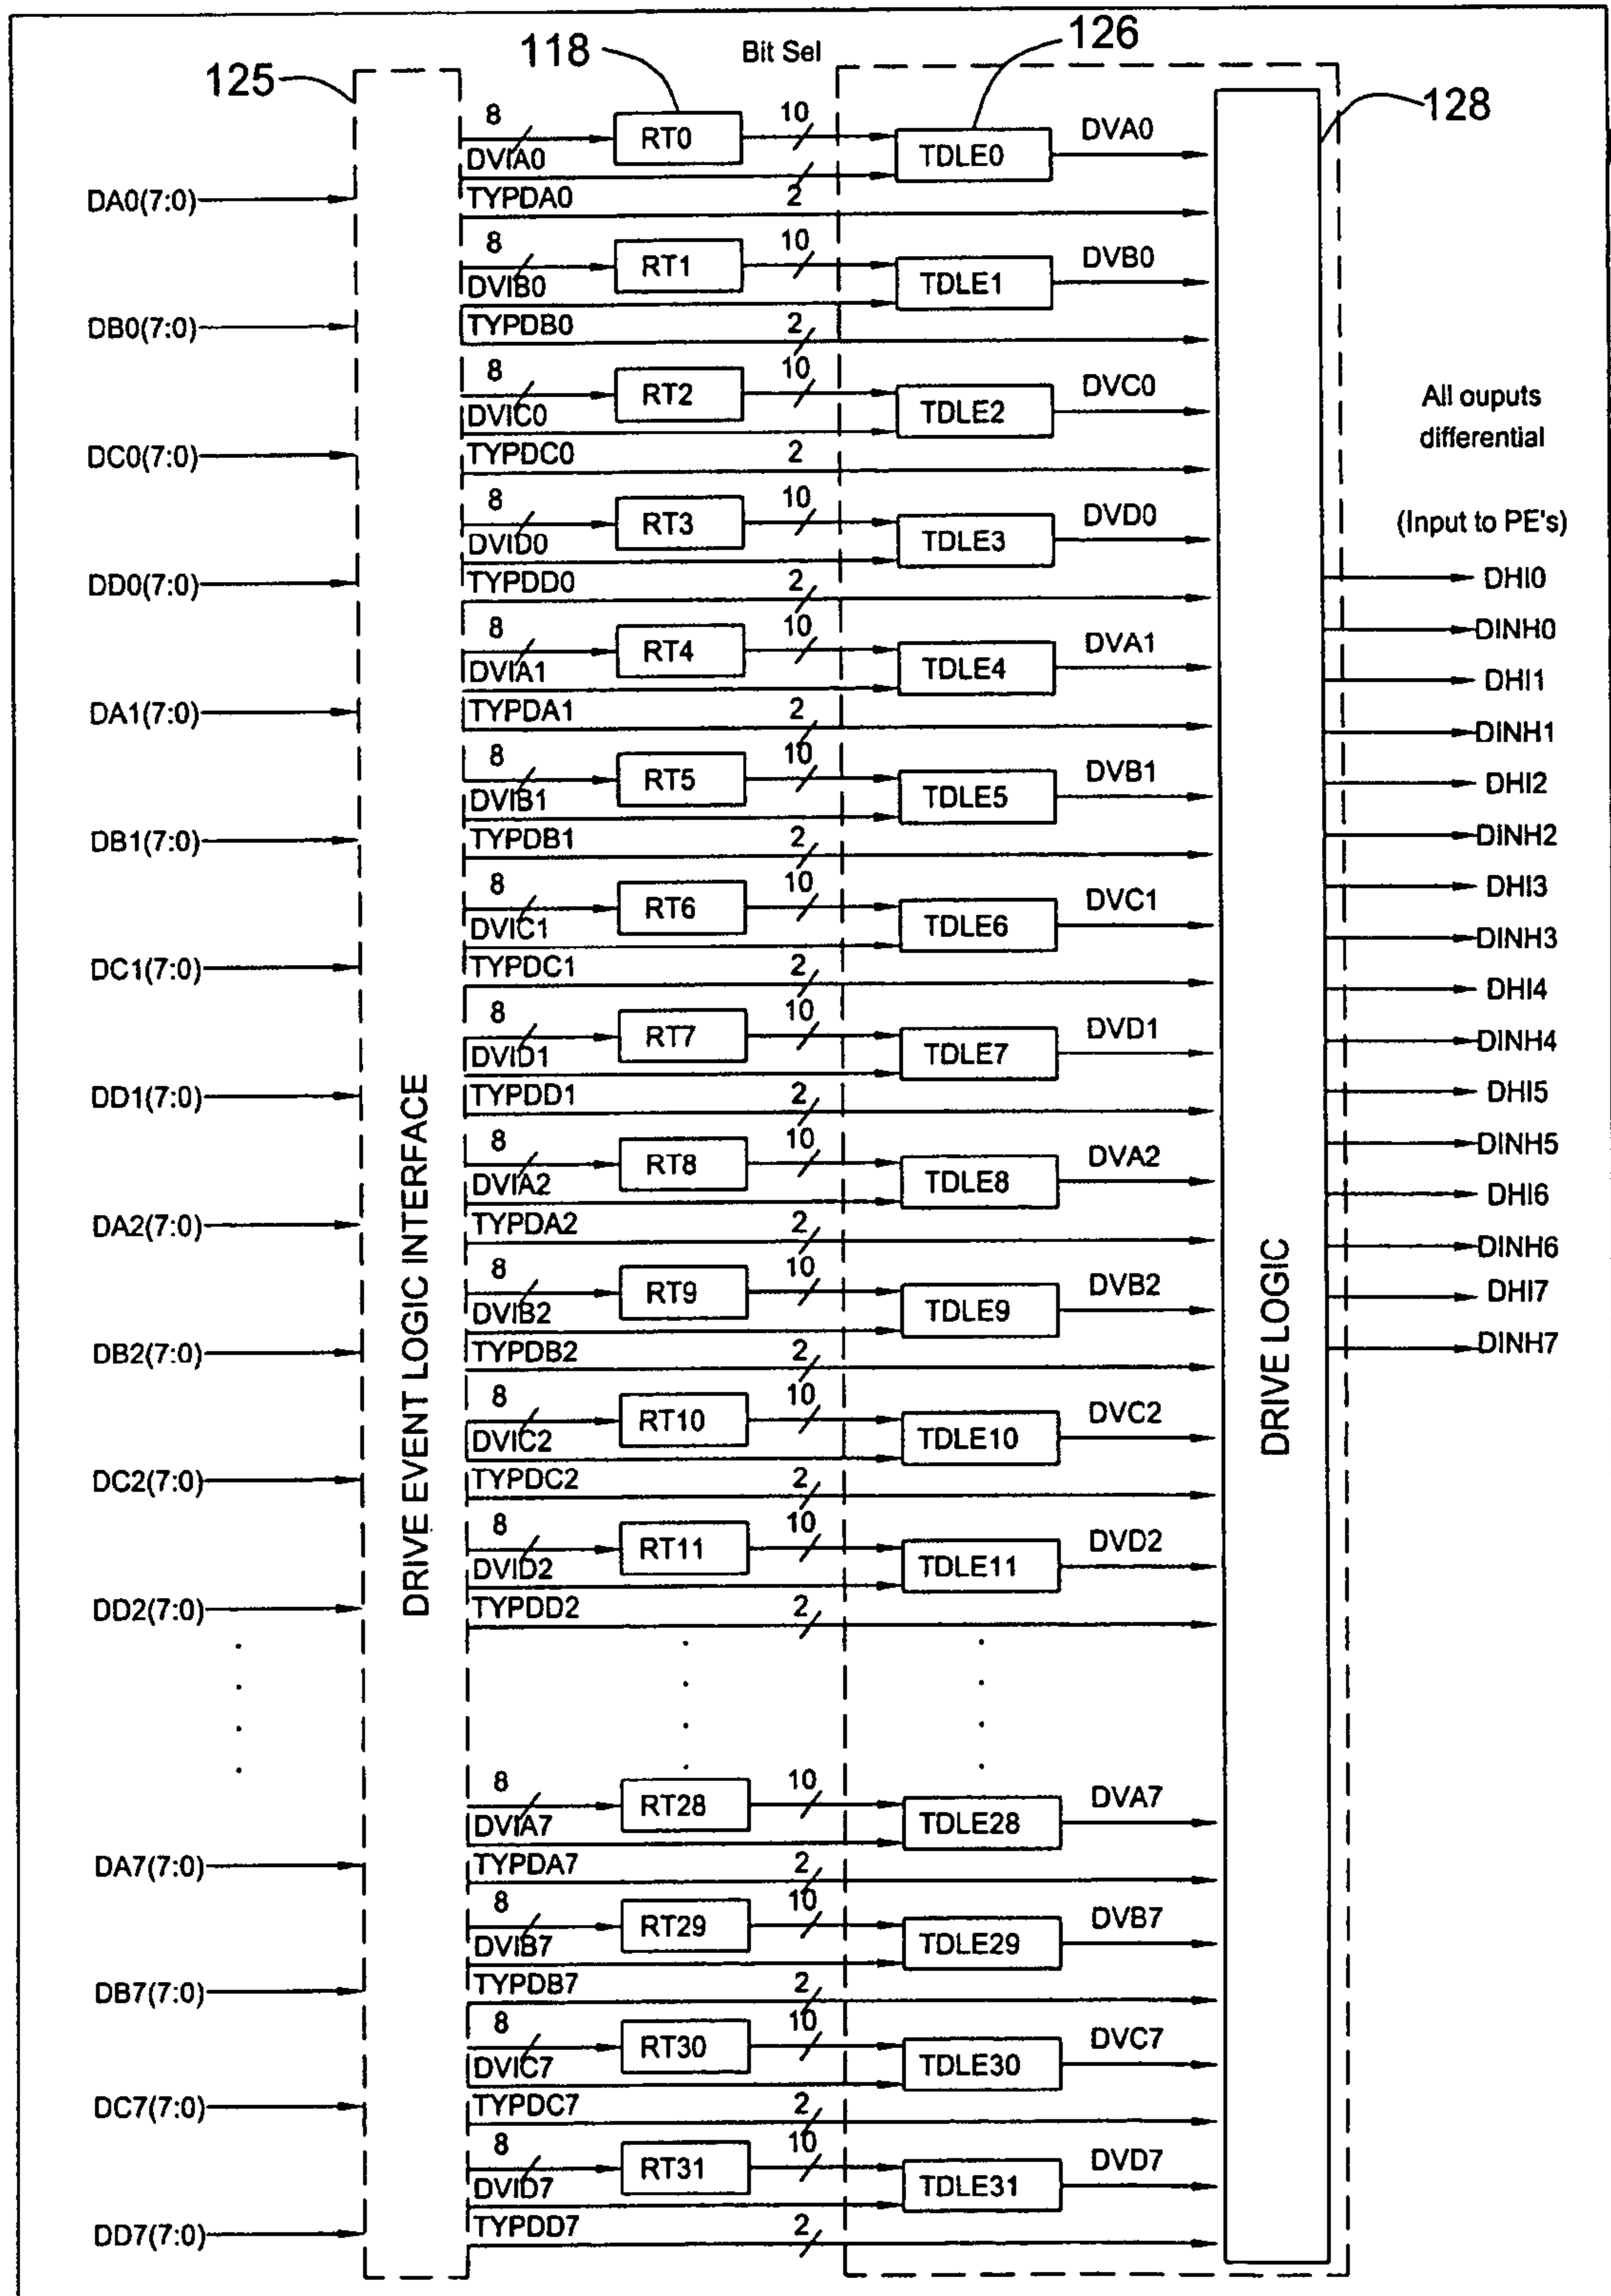 125
118
Bit Sel
126
128
8
RT0
10
DVIA0
TDLE0
DVA0
DA0(7:0)
TYPDA0
2
8
RT1
10
DVIB0
TDLE1
DVB0
DB0(7:0)
TYPDB0
2
8
RT2
10
DVIC0
TDLE2
DVC0
DC0(7:0)
TYPDC0
2
8
RT3
10
DVID0
TDLE3
DVD0
DD0(7:0)
TYPDD0
2
8
RT4
10
DVIA1
TDLE4
DVA1
DA1(7:0)
TYPDA1
2
8
RT5
10
DVIB1
TDLE5
DVB1
DB1(7:0)
TYPDB1
2
8
RT6
10
DVIC1
TDLE6
DVC1
DC1(7:0)
TYPDC1
2
8
RT7
10
DVID1
TDLE7
DVD1
DD1(7:0)
TYPDD1
2
8
RT8
10
DVIA2
TDLE8
DVA2
DA2(7:0)
TYPDA2
2
8
RT9
10
DVIB2
TDLE9
DVB2
DB2(7:0)
TYPDB2
2
8
RT10
10
DVIC2
TDLE10
DVC2
DC2(7:0)
TYPDC2
2
8
RT11
10
DVID2
TDLE11
DVD2
DD2(7:0)
TYPDD2
2
8
RT28
10
DVIA7
TDLE28
DVA7
DA7(7:0)
TYPDA7
2
8
RT29
10
DVIB7
TDLE29
DVB7
DB7(7:0)
TYPDB7
2
8
RT30
10
DVIC7
TDLE30
DVC7
DC7(7:0)
TYPDC7
2
8
RT31
10
DVID7
TDLE31
DVD7
DD7(7:0)
TYPDD7
2
DRIVE EVENT LOGIC INTERFACE
DRIVE LOGIC
All ouputs
differential
(Input to PE's)
DHI0
DINH0
DHI1
DINH1
DHI2
DINH2
DHI3
DINH3
DHI4
DINH4
DHI5
DINH5
DHI6
DINH6
DHI7
DINH7